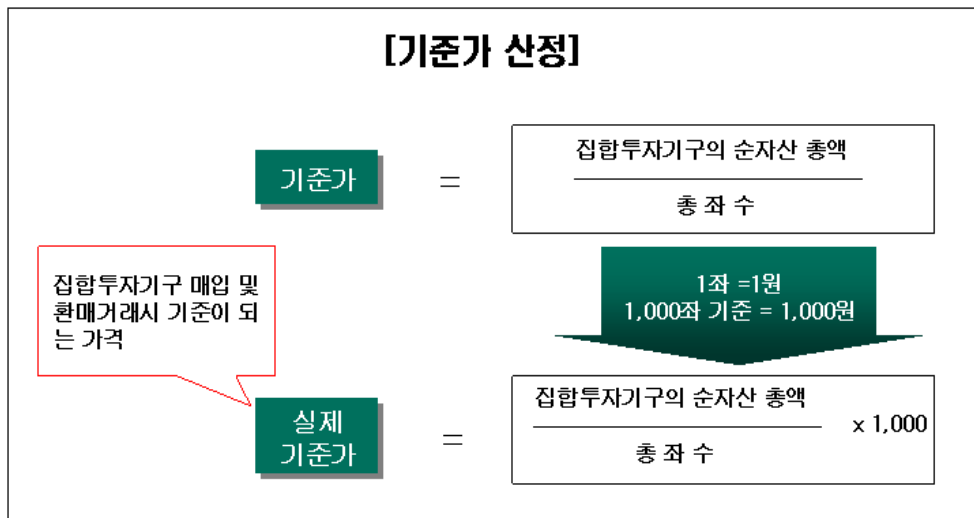 [기준가 산정]
기준가
=
집합투자기구의 순자산 총액
총 좌 수
집합투자기구 매입 및
환매거래시 기준이 되
는 가격
1좌 =1원
1,000좌 기준 = 1,000원
실제
기준가
=
집합투자기구의 순자산 총액
총 좌 수
x 1,000